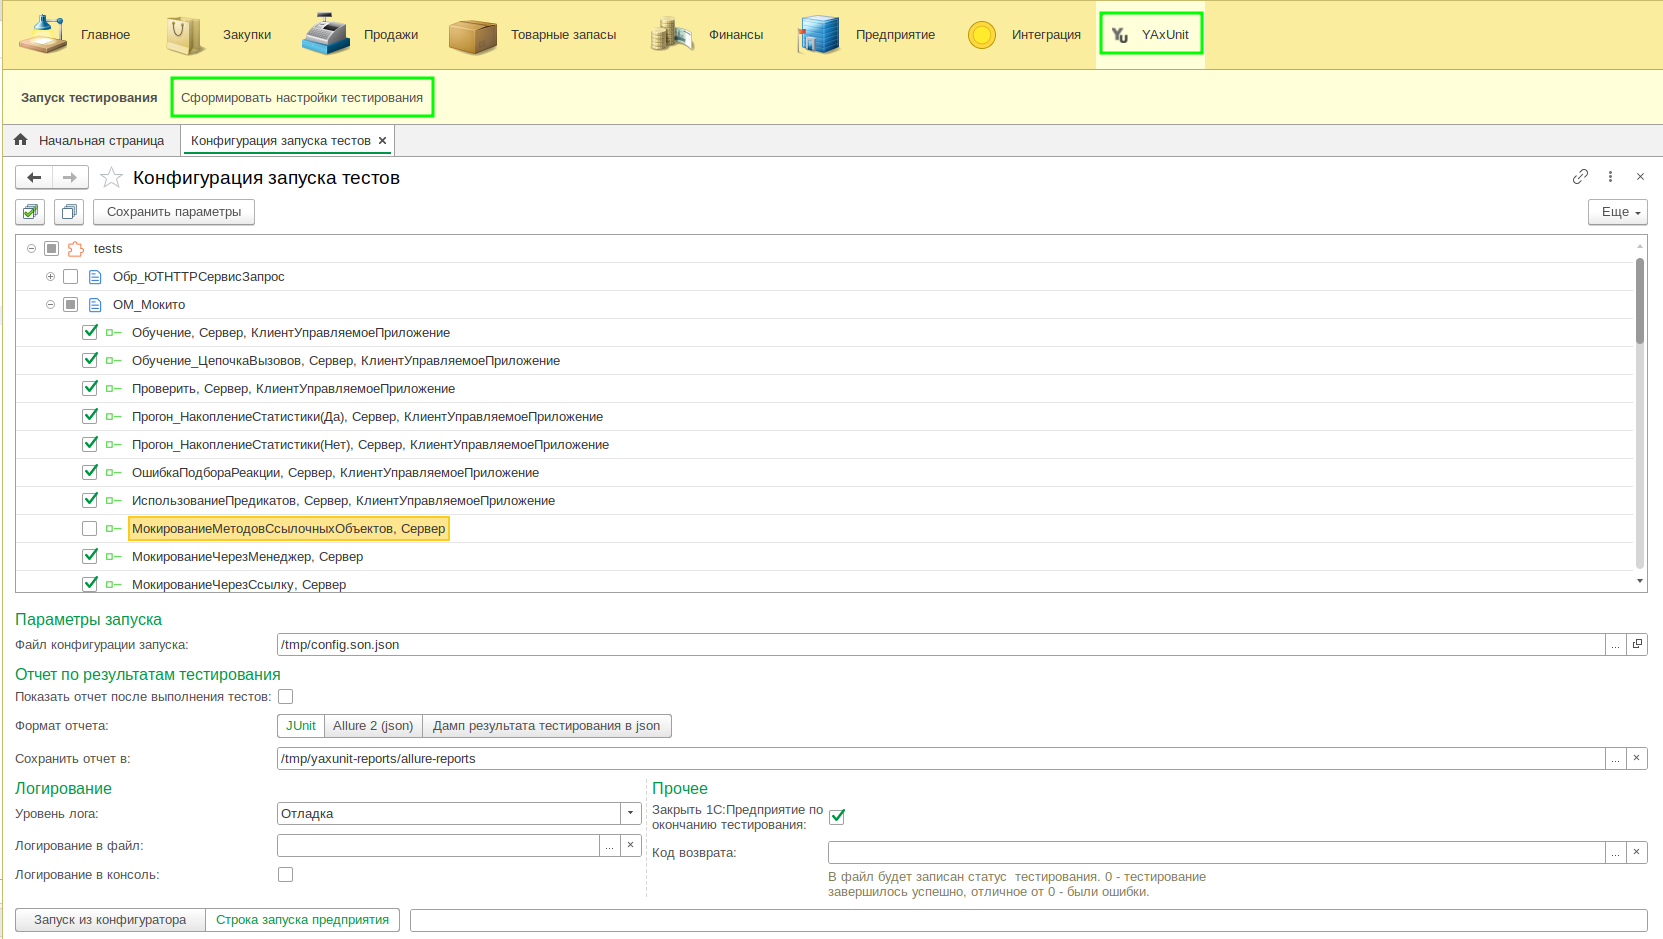 Главное Закупки Продажи Товарные запасы Финансы Предприятие Интеграция YU YAxUnit
Запуск тестирования Сформировать настройки тестирования
Начальная страница Конфигурация запуска тестов ×
Конфигурация запуска тестов
Сохранить параметры Еще
tests
Обр_ЮТHTTPСервисЗапрос
ОМ_Мокито
Обучение, Сервер, КлиентУправляемоеПриложение
Обучение_ЦепочкаВызовов, Сервер, КлиентУправляемоеПриложение
Проверить, Сервер, КлиентУправляемоеПриложение
Прогон_НакоплениеСтатистики(Да), Сервер, КлиентУправляемоеПриложение
Прогон_НакоплениеСтатистики(Нет), Сервер, КлиентУправляемоеПриложение
ОшибкаПодбораРеакции, Сервер, КлиентУправляемоеПриложение
ИспользованиеПредикатов, Сервер, КлиентУправляемоеПриложение
МокированиеМетодовСсылочныхОбъектов, Сервер
МокированиеЧерезМенеджер, Сервер
МокированиеЧерезСсылку, Сервер
Параметры запуска
Файл конфигурации запуска: /tmp/config.son.json ...
Отчет по результатам тестирования
Показать отчет после выполнения тестов:
Формат отчета: JUnit Allure 2 (json) Дамп результата тестирования в json
Сохранить отчет в: /tmp/yaxunit-reports/allure-reports ... ×
Логирование
Уровень лога: Отладка
Логирование в файл: ... ×
Логирование в консоль:
Прочее
Закрыть 1С:Предприятие по
окончанию тестирования:
Код возврата: ... ×
В файл будет записан статус  тестирования. 0 - тестирование
завершилось успешно, отличное от 0 - были ошибки.
Запуск из конфигуратора Строка запуска предприятия